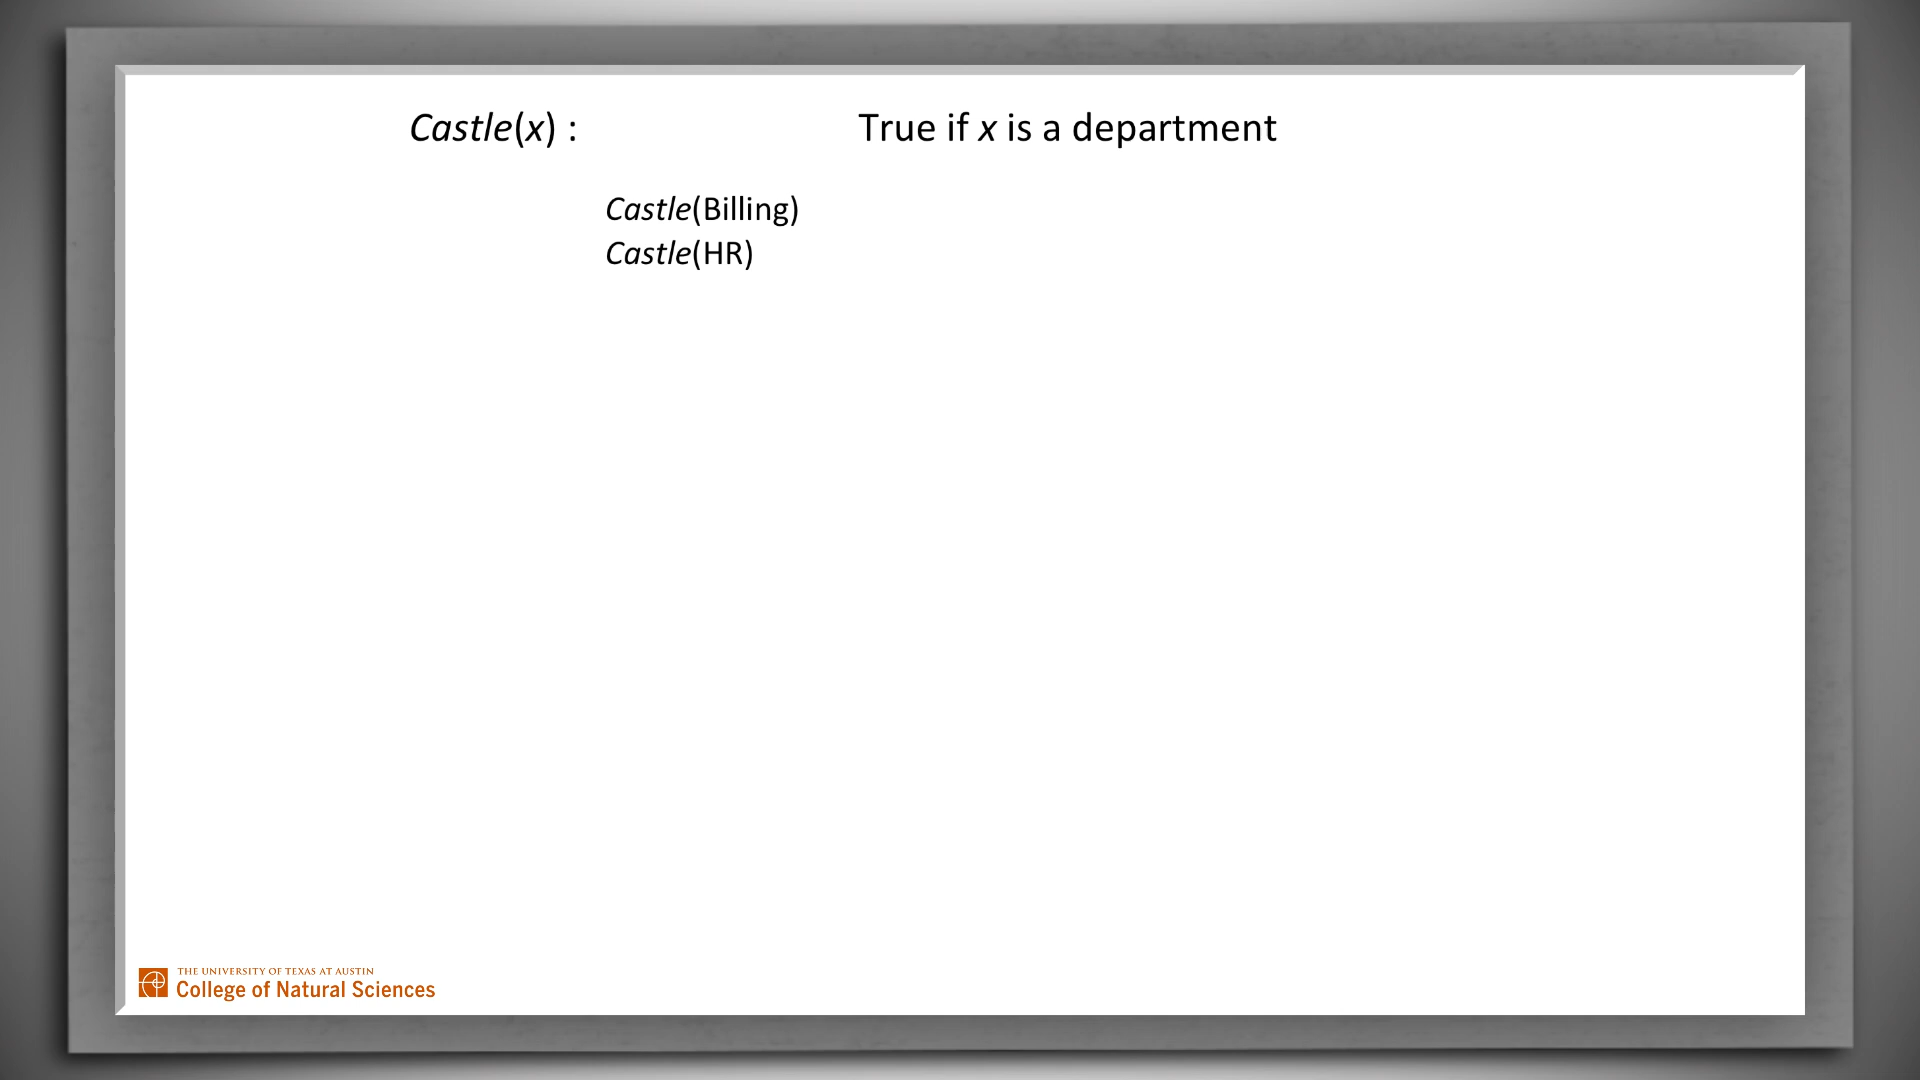 Castle(x) : True if x is a department
Castle(Billing)
Castle(HR)
THE UNIVERSITY OF TEXAS AT AUSTIN
College of Natural Sciences